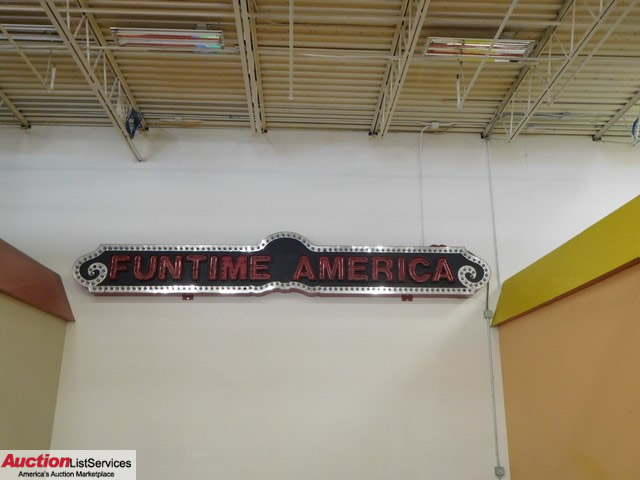 FUNTIME AMERICA
AuctionListServices
America's Auction Marketplace